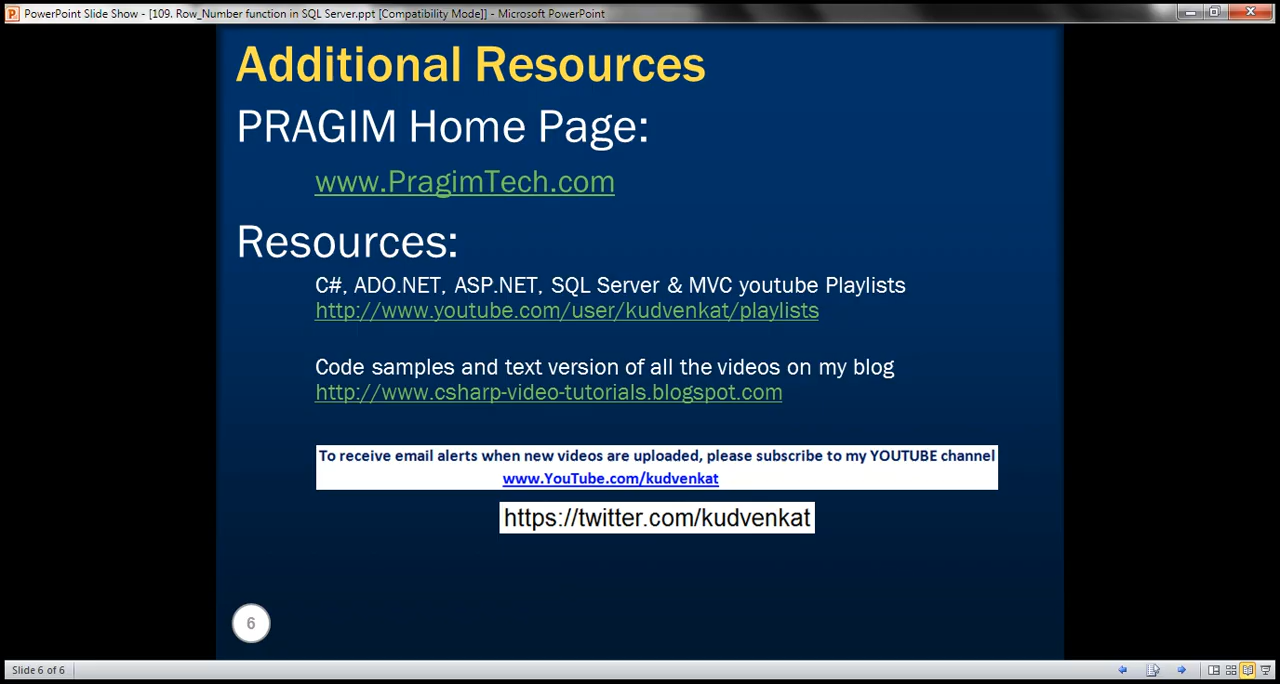 PowerPoint Slide Show - [109. Row_Number function in SQL Server.ppt [Compatibility Mode]] - Microsoft PowerPoint
Additional Resources
PRAGIM Home Page:
www.PragimTech.com
Resources:
C#, ADO.NET, ASP.NET, SQL Server & MVC youtube Playlists
http://www.youtube.com/user/kudvenkat/playlists
Code samples and text version of all the videos on my blog
http://www.csharp-video-tutorials.blogspot.com
To receive email alerts when new videos are uploaded, please subscribe to my YOUTUBE channel
www.YouTube.com/kudvenkat
https://twitter.com/kudvenkat
6
Slide 6 of 6